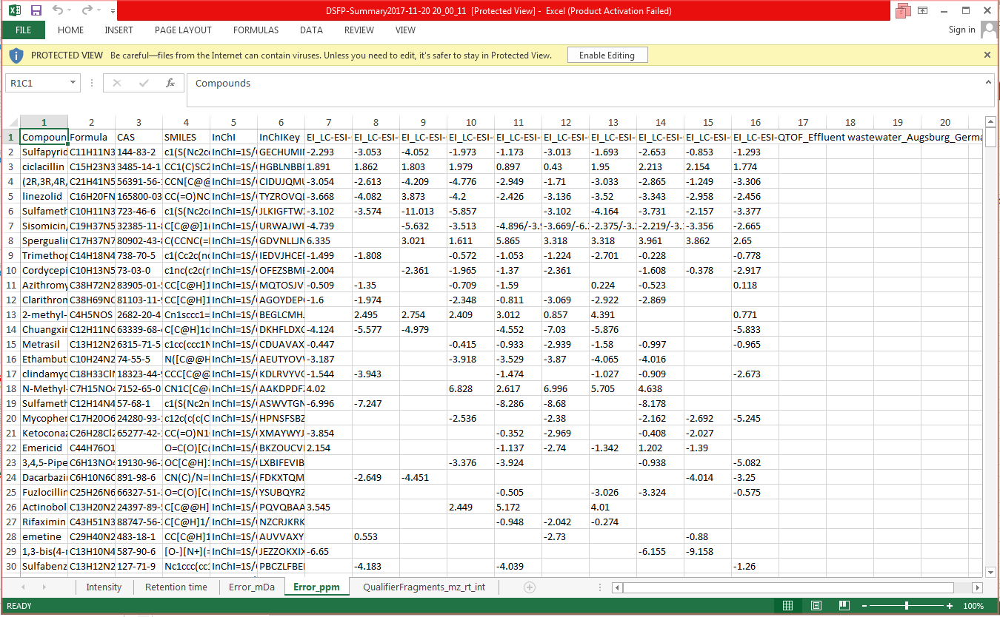 DSFP-Summary2017-11-20 20_00_11 [Protected View] - Excel (Product Activation Failed)
FILE HOME INSERT PAGE LAYOUT FORMULAS DATA REVIEW VIEW Sign in
PROTECTED VIEW Be careful—files from the Internet can contain viruses. Unless you need to edit, it's safer to stay in Protected View. Enable Editing
R1C1 fx Compounds
1 2 3 4 5 6 7 8 9 10 11 12 13 14 15 16 17 18 19 20
1 Compoun Formula CAS SMILES InChI InChIKey EI_LC-ESI- EI_LC-ESI- EI_LC-ESI- EI_LC-ESI- EI_LC-ESI- EI_LC-ESI- EI_LC-ESI- EI_LC-ESI- EI_LC-ESI- EI_LC-ESI-QTOF_Effluent wastewater_Augsburg_Germa
2 Sulfapyrid C11H11N3 144-83-2 c1(S(Nc2cc InChI=1S/ GECHUMII -2.293 -3.053 -4.052 -1.973 -1.173 -3.013 -1.693 -2.653 -0.853 -1.293
3 ciclacillin C15H23N3 3485-14-1 CC1(C)SC2 InChI=1S/ HGBLNBBI 1.891 1.862 1.803 1.979 0.897 0.43 1.95 2.213 2.154 1.774
4 (2R,3R,4R, C21H41N5 56391-56- CCN[C@@ InChI=1S/ CIDUJQMU -3.054 -2.613 -4.209 -4.776 -2.949 -1.71 -3.033 -2.865 -1.249 -3.306
5 linezolid C16H20FN 165800-03 CC(=O)NC InChI=1S/ TYZROVQL -3.668 -4.082 3.873 -4.2 -2.426 -3.136 -3.52 -3.343 -2.958 -2.456
6 Sulfameth C10H11N3 723-46-6 c1(S(Nc2cc InChI=1S/ JLKIGFTW -3.102 -3.574 -11.013 -5.857 -3.102 -4.164 -3.731 -2.157 -3.377
7 Sisomicin, C19H37N5 32385-11-8 C[C@@]1( InChI=1S/ URWAJWI -4.739 -5.632 -3.513 -4.896/-3.9 -3.669/-6.2 -2.375/-3.1 -2.219/-3.1 -3.356 -2.665
8 Spergualin C17H37N7 80902-43-8 C(CCNC(=I InChI=1S/ GDVNLLJN 6.335 3.021 1.611 5.865 3.318 3.318 3.961 3.862 2.65
9 Trimethop C14H18N4 738-70-5 c1(Cc2c(nc InChI=1S/ IEDVJHCEI -1.499 -1.808 -0.572 -1.053 -1.224 -2.701 -0.228 -0.778
10 Cordycepi C10H13N5 73-03-0 c1nc(c2c(n InChI=1S/ OFEZSBMI -2.004 -2.361 -1.965 -1.37 -2.361 -1.608 -0.378 -2.917
11 Azithromy C38H72N2 83905-01-5 CC[C@H]1 InChI=1S/ MQTOSJV -0.509 -1.35 -0.709 -1.59 0.224 -0.523 0.118
12 Clarithron C38H69NC 81103-11-9 CC[C@H]1 InChI=1S/ AGOYDEP -1.6 -1.974 -2.348 -0.811 -3.069 -2.922 -2.869
13 2-methyl- C4H5NOS 2682-20-4 Cn1sccc1= InChI=1S/ BEGLCMH 2.495 2.754 2.409 3.012 0.857 4.391 0.771
14 Chuangxin C12H11NC 63339-68-4 C[C@H]1c InChI=1S/ DKHFLDXC -4.124 -5.577 -4.979 -4.552 -7.03 -5.876 -5.833
15 Metrasil C13H12N2 6315-71-5 c1cc(ccc1N InChI=1S/ CDUAVAX -0.447 -0.415 -0.933 -2.939 -1.58 -0.997 -0.965
16 Ethambut C10H24N2 74-55-5 N([C@@H InChI=1S/ AEUTYOVV -3.187 -3.918 -3.529 -3.87 -4.065 -4.016
17 clindamyc C18H33ClN 18323-44-9 CCC[C@@ InChI=1S/ KDLRVYVC -1.544 -3.943 -1.474 -1.027 -0.909 -2.673
18 N-Methyl- C7H15NO4 7152-65-0 CN1C[C@( InChI=1S/ AAKDPDF 4.02 6.828 2.617 6.996 5.705 4.638
19 Sulfameth C12H14N4 57-68-1 c1(S(Nc2n InChI=1S/ ASWVTGN -6.996 -7.247 -8.286 -8.68 -8.178
20 Mycopher C17H20O6 24280-93-1 c12c(c(c(C InChI=1S/ HPNSFSBZ -2.536 -2.38 -2.162 -2.692 -5.245
21 Ketoconaz C26H28Cl2 65277-42-1 CC(=O)N1 InChI=1S/ XMAYWYJ -3.854 -0.352 -2.969 -0.408 -2.027
22 Emericid C44H76O1 O=C(O)[C( InChI=1S/ BKZOUCVI 2.154 -1.137 -2.74 -1.342 1.202 -1.39
23 3,4,5-Pipe C6H13NO4 19130-96-2 OC[C@H]1 InChI=1S/ LXBIFEVIB -3.376 -3.924 -0.938 -5.082
24 Dacarbazi C6H10N6C 891-98-6 CN(C)/N= InChI=1S/ FDKXTQM -2.649 -4.451 -4.014 -3.25
25 Fuzlocillin C25H26N6 66327-51-3 O=C(O)[C( InChI=1S/ YSUBQYRZ -0.505 -3.026 -3.324 -0.575
26 Actinobol C13H20N2 24397-89-5 C[C@@H] InChI=1S/ PQVQBAA 3.545 2.449 5.172 4.01
27 Rifaximin C43H51N3 88747-56-2 C[C@H]1/ InChI=1S/ NZCRJKRK -0.948 -2.042 -0.274
28 emetine C29H40N2 483-18-1 CC[C@H]1 InChI=1S/ AUVVAXY 0.553 -2.73 -0.88
29 1,3-bis(4-r C13H10N4 587-90-6 [O-][N+](= InChI=1S/ JEZZOKXIX -6.65 -6.155 -9.158
30 Sulfabenz C13H12N2 127-71-9 Nc1ccc(cc1 InChI=1S/ PBCZLFBEI -4.183 -4.039 -1.26
Intensity Retention time Error_mDa Error_ppm QualifierFragments_mz_rt_int
READY 100%